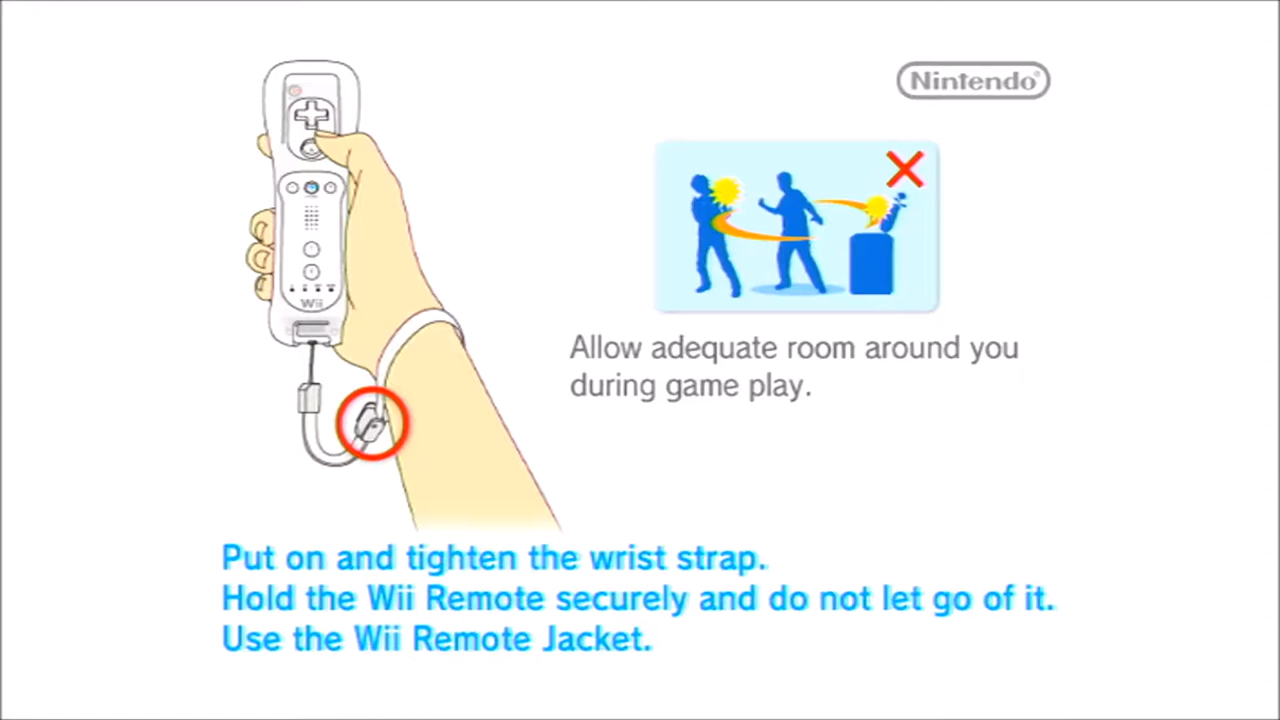 Nintendo®
Wii
Allow adequate room around you
during game play.
Put on and tighten the wrist strap.
Hold the Wii Remote securely and do not let go of it.
Use the Wii Remote Jacket.